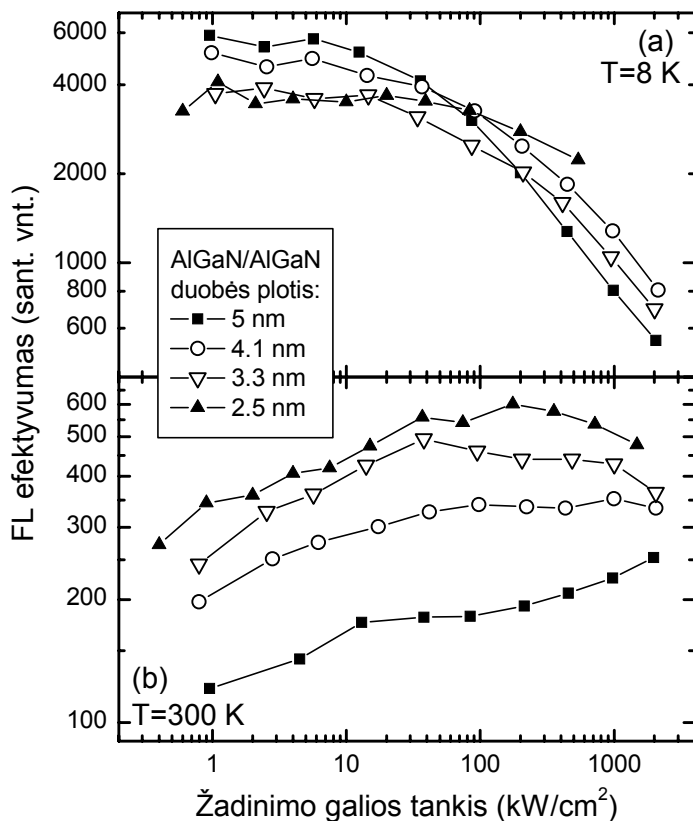 6000
(a)
T=8 K
4000
2000
1000
800
600
AlGaN/AlGaN
duobės plotis:
5 nm
4.1 nm
3.3 nm
2.5 nm
FL efektyvumas (sant. vnt.)
600
500
400
300
200
100
(b)
T=300 K
1
10
100
1000
Žadinimo galios tankis (kW/cm²)